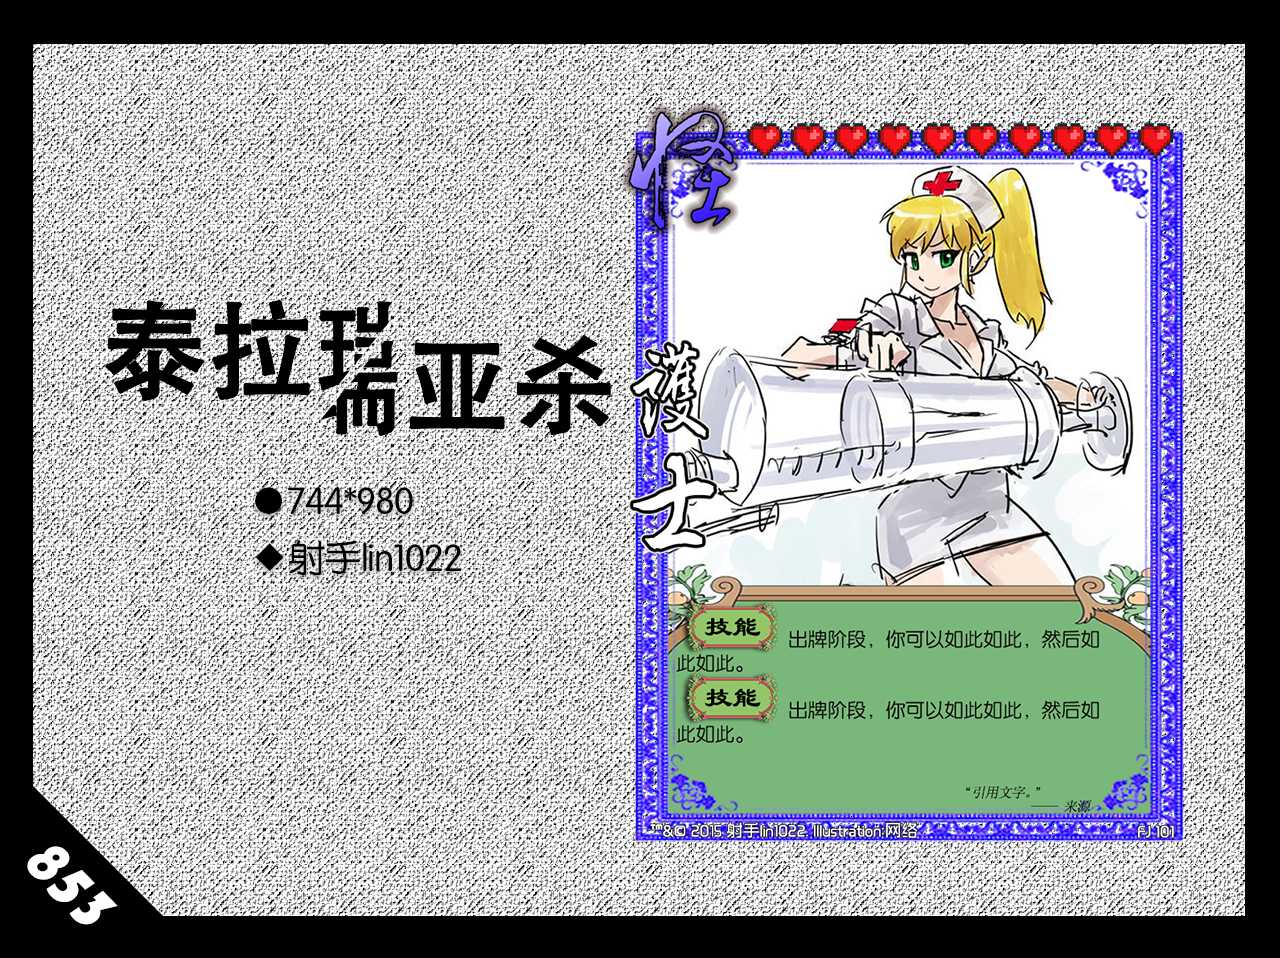 泰拉瑞亚杀
●744*980
◆射手lin1022
853
怪
護士
技能 出牌阶段，你可以如此如此，然后如
此如此。
技能 出牌阶段，你可以如此如此，然后如
此如此。
“引用文字。”
—— 来源
™&© 2015 射手lin1022. Illustration:网络
FJ 101